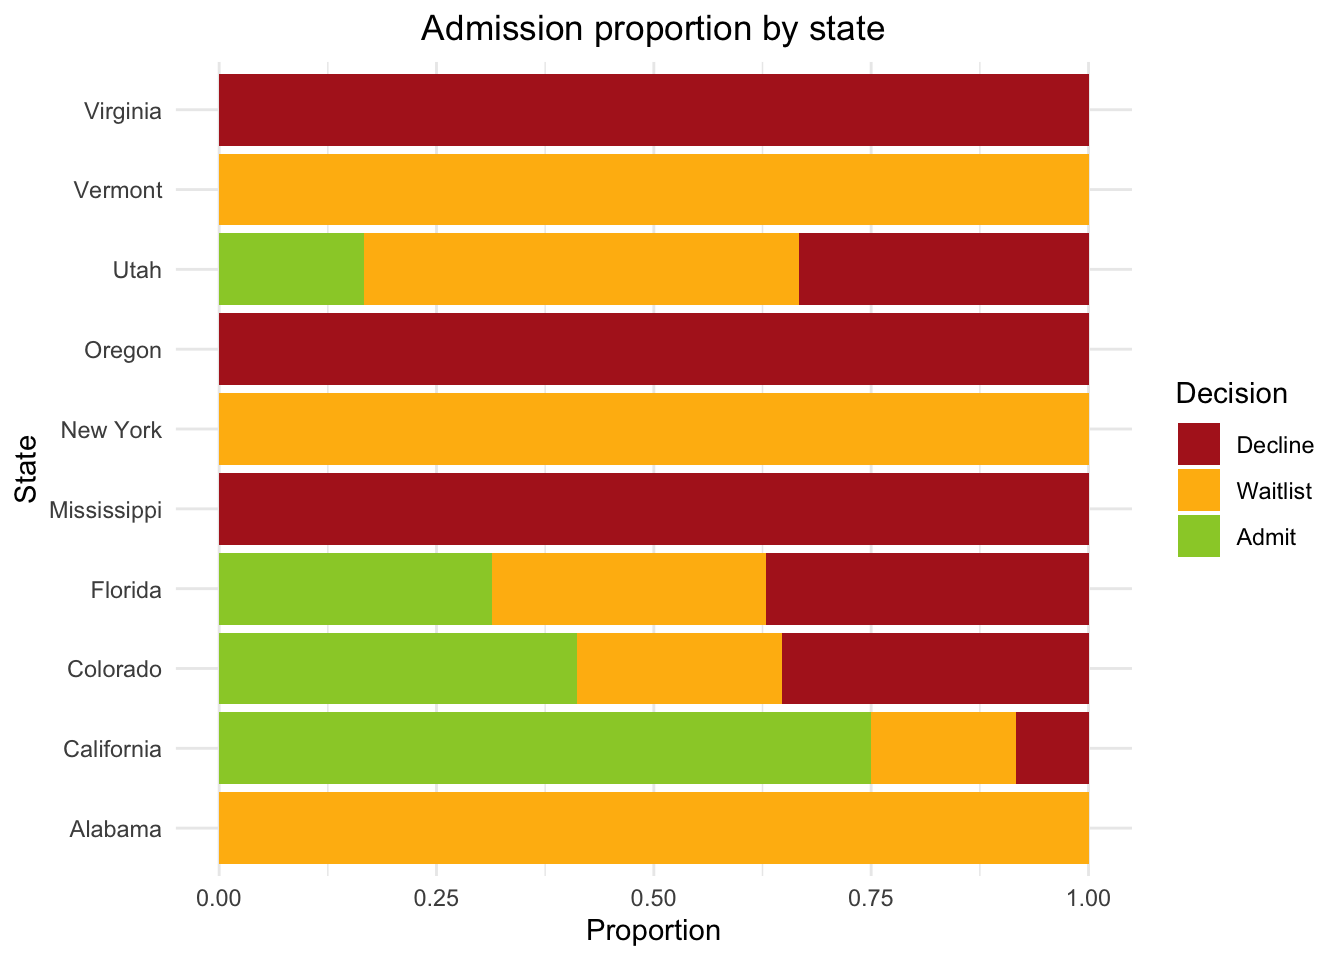 Admission proportion by state
Virginia
Vermont
Utah
Oregon
New York
Mississippi
Florida
Colorado
California
Alabama
State
0.00 0.25 0.50 0.75 1.00
Proportion
Decision
Decline
Waitlist
Admit